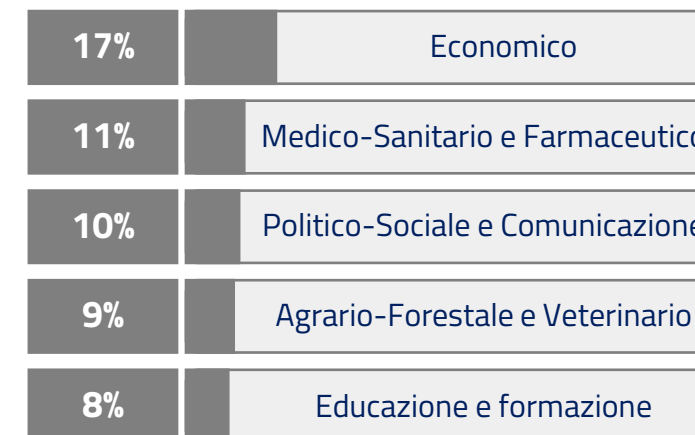 17% Economico
11% Medico-Sanitario e Farmaceutico
10% Politico-Sociale e Comunicazione
9% Agrario-Forestale e Veterinario
8% Educazione e formazione